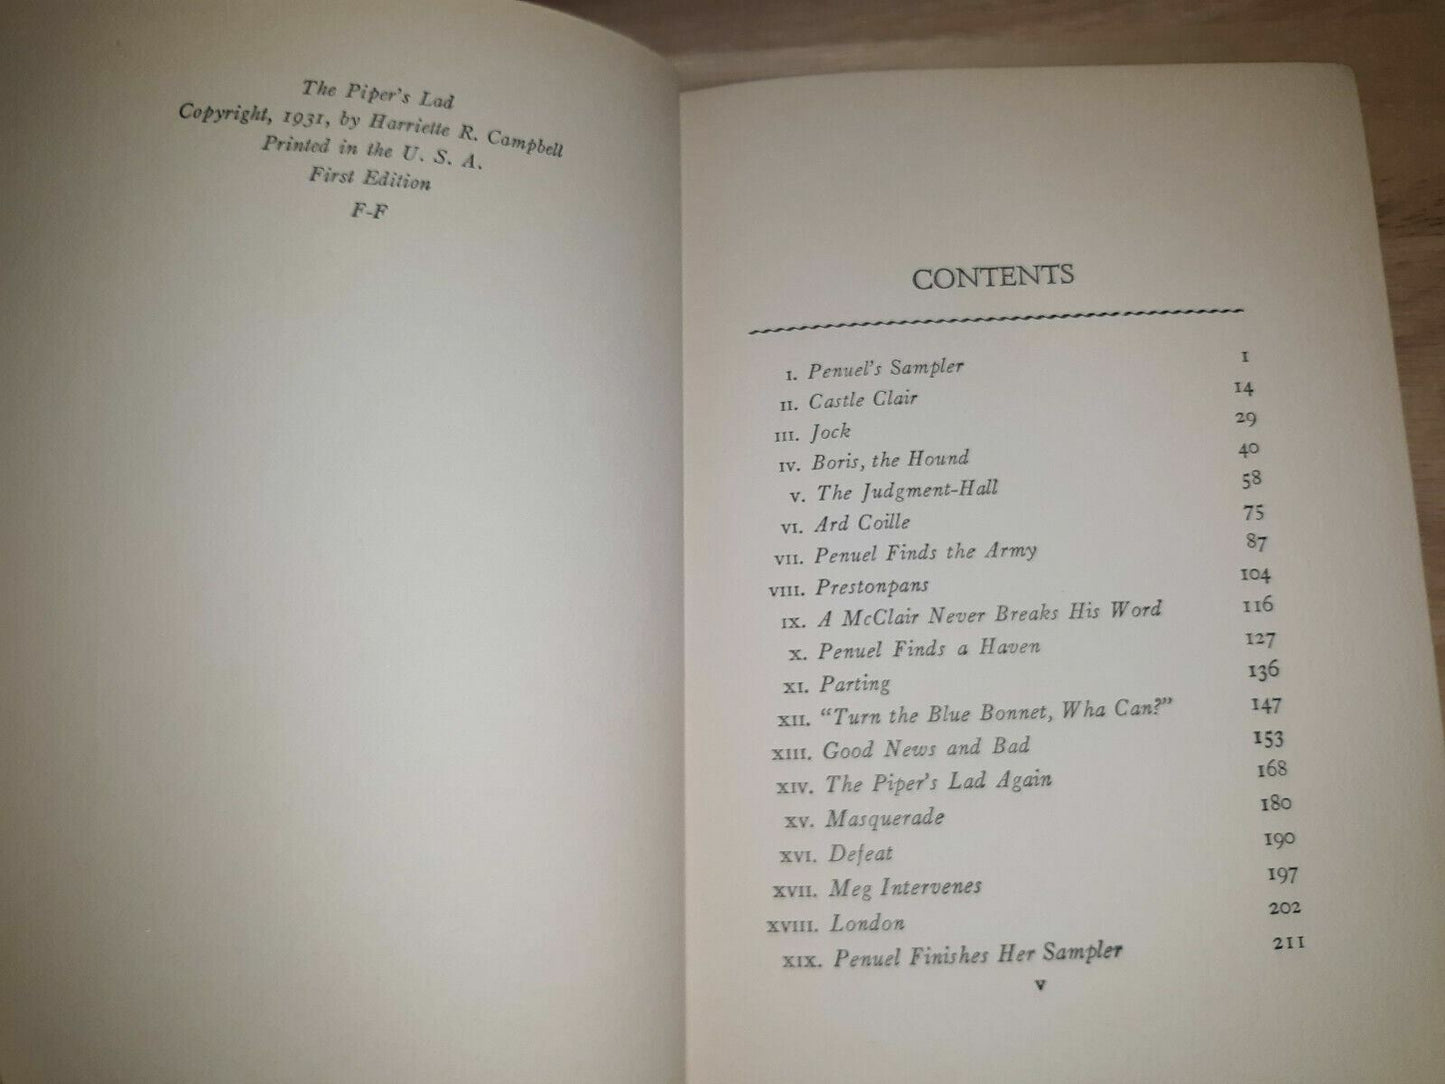 The Piper's Lad
Copyright, 1931, by Harriette R. Campbell
Printed in the U. S. A.
First Edition
F-F
CONTENTS
I. Penuel's Sampler 1
II. Castle Clair 14
III. Jock 29
IV. Boris, the Hound 40
V. The Judgment-Hall 58
VI. Ard Coille 75
VII. Penuel Finds the Army 87
VIII. Prestonpans 104
IX. A McClair Never Breaks His Word 116
X. Penuel Finds a Haven 127
XI. Parting 136
XII. "Turn the Blue Bonnet, Wha Can?" 147
XIII. Good News and Bad 153
XIV. The Piper's Lad Again 168
XV. Masquerade 180
XVI. Defeat 190
XVII. Meg Intervenes 197
XVIII. London 202
XIX. Penuel Finishes Her Sampler 211
v